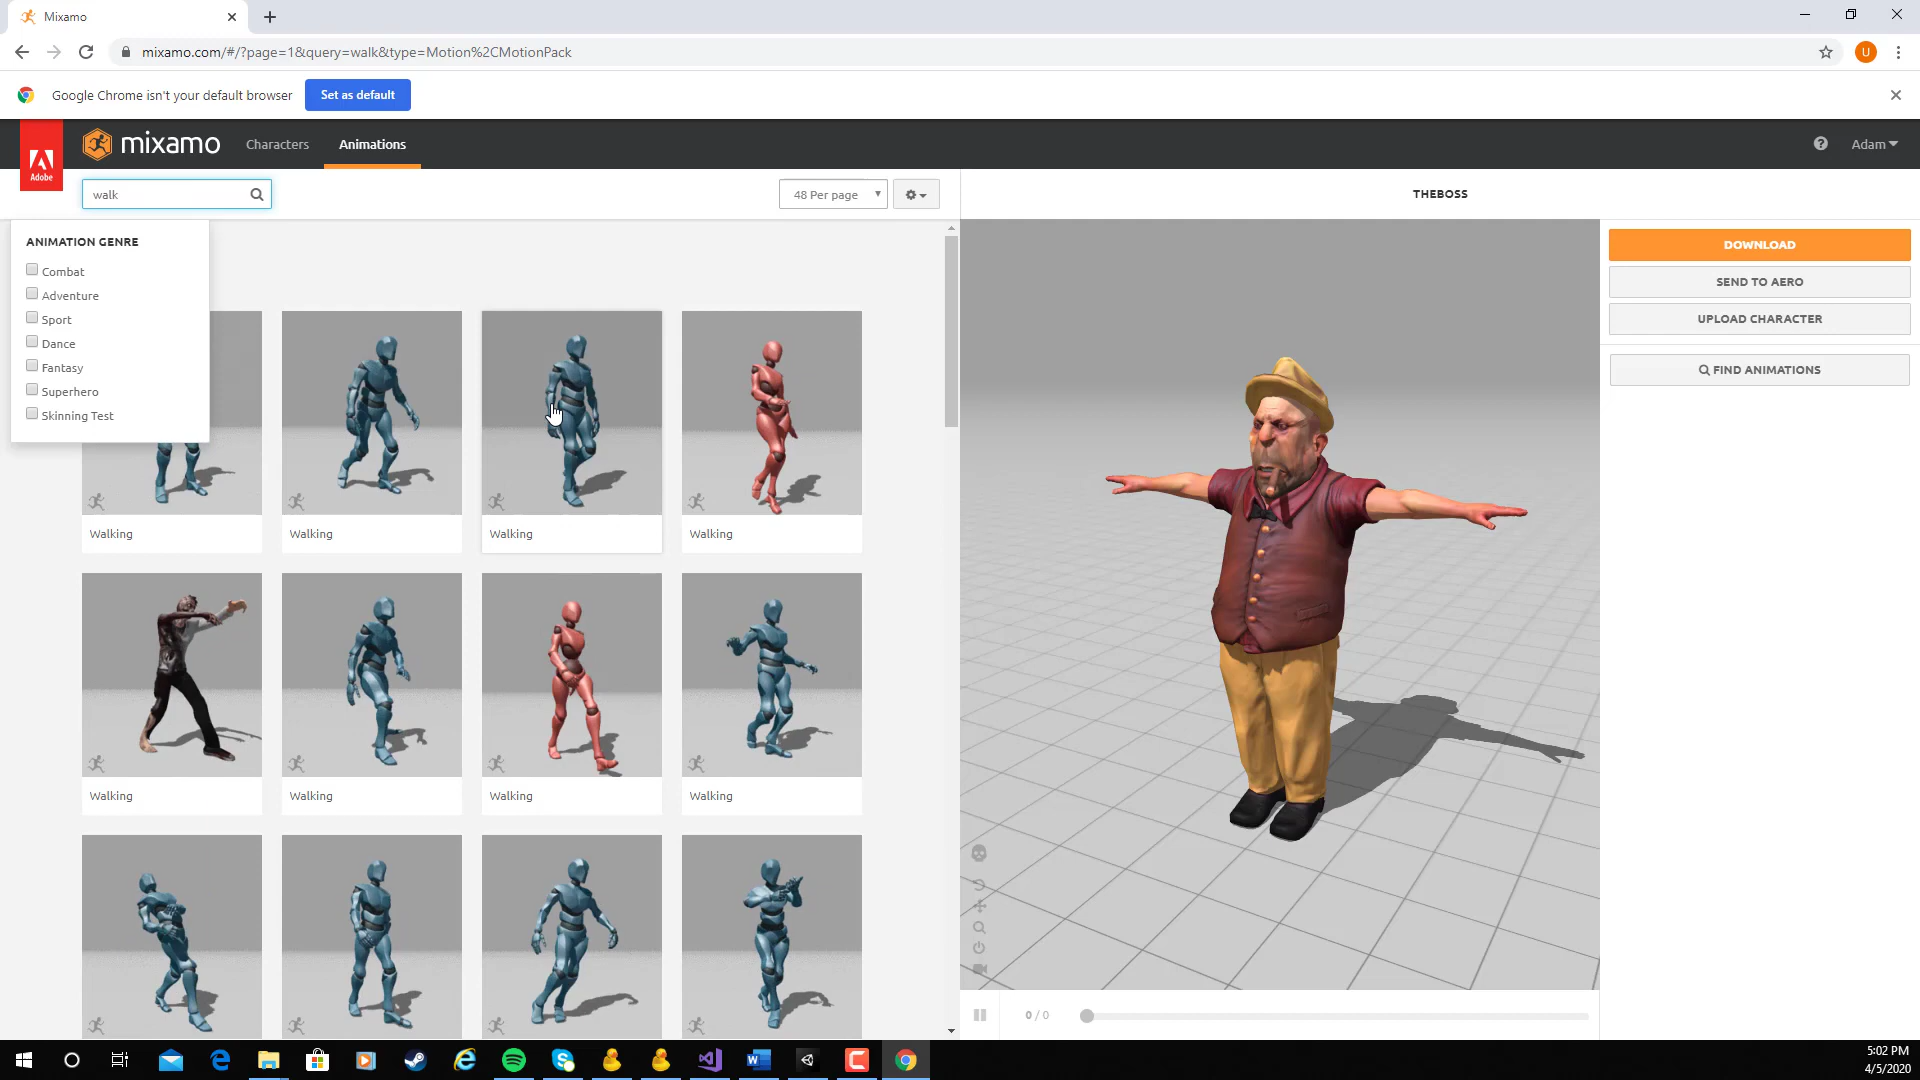 Mixamo
mixamo.com/#/?page=1&query=walk&type=Motion%2CMotionPack
U
Google Chrome isn't your default browser
Set as default
Adobe
mixamo
Characters
Animations
Adam
walk
48 Per page
THEBOSS
ANIMATION GENRE
Combat
Adventure
Sport
Dance
Fantasy
Superhero
Skinning Test
DOWNLOAD
SEND TO AERO
UPLOAD CHARACTER
FIND ANIMATIONS
Walking
Walking
Walking
Walking
Walking
Walking
Walking
Walking
0 / 0
5:02 PM
4/5/2020